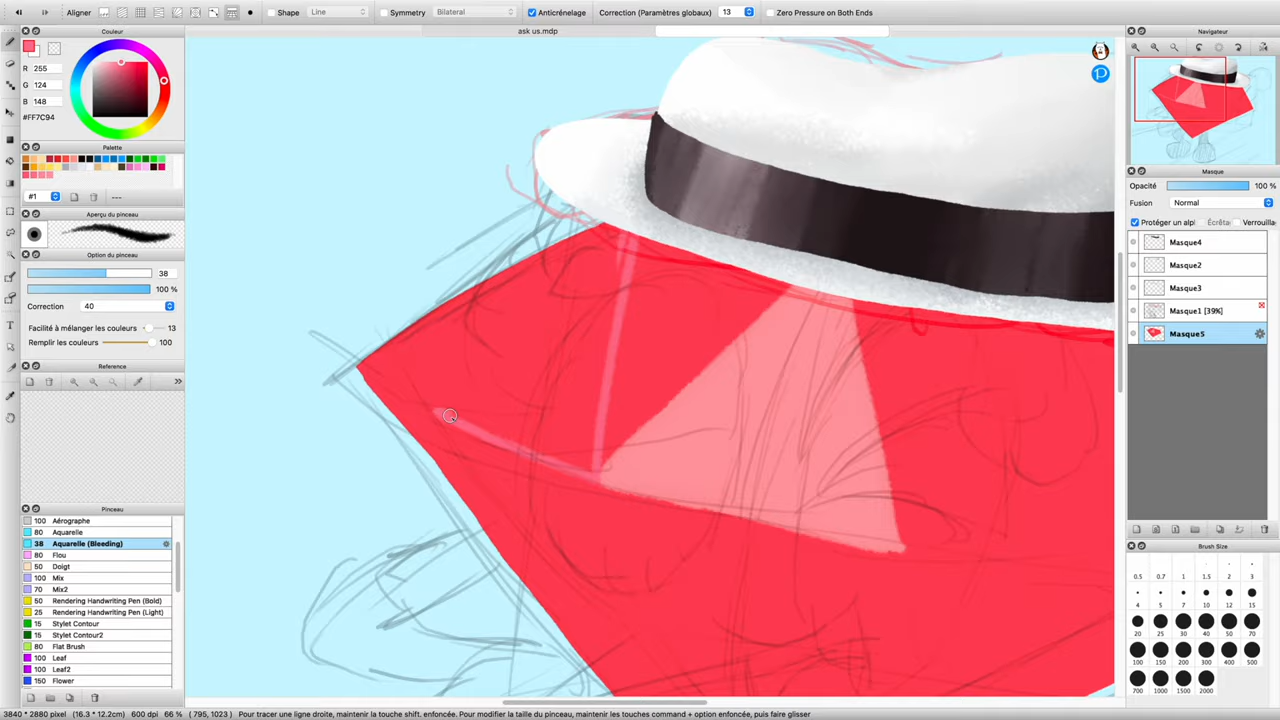 Aligner
Shape
Line
Symmetry
Bilateral
Anticrénelage
Correction (Paramètres globaux)
13
Zero Pressure on Both Ends
Couleur
ask us.mdp
Navigateur
R 255
G 124
B 148
#FF7C94
Palette
#1
---
Aperçu du pinceau
Option du pinceau
38
100 %
Correction
40
Facilité à mélanger les couleurs
13
Remplir les couleurs
100
Reference
Pinceau
100 Aérographe
80 Aquarelle
38 Aquarelle (Bleeding)
80 Flou
50 Doigt
100 Mix
70 Mix2
50 Rendering Handwriting Pen (Bold)
25 Rendering Handwriting Pen (Light)
15 Stylet Contour
15 Stylet Contour2
80 Flat Brush
100 Leaf
100 Leaf2
150 Flower
Masque
Opacité
100 %
Fusion
Normal
Protéger un alpl
Écrêta
Verrouilla
Masque4
Masque2
Masque3
Masque1 [39%]
Masque5
Brush Size
0.5 0.7 1 1.5 2 3
4 5 7 10 12 15
20 25 30 40 50 70
100 150 200 300 400 500
700 1000 1500 2000
3840 * 2880 pixel (16.3 * 12.2cm) 600 dpi 66 % ( 795, 1023 ) Pour tracer une ligne droite, maintenir la touche shift. enfoncée. Pour modifier la taille du pinceau, maintenir les touches command + option enfoncée, puis faire glisser